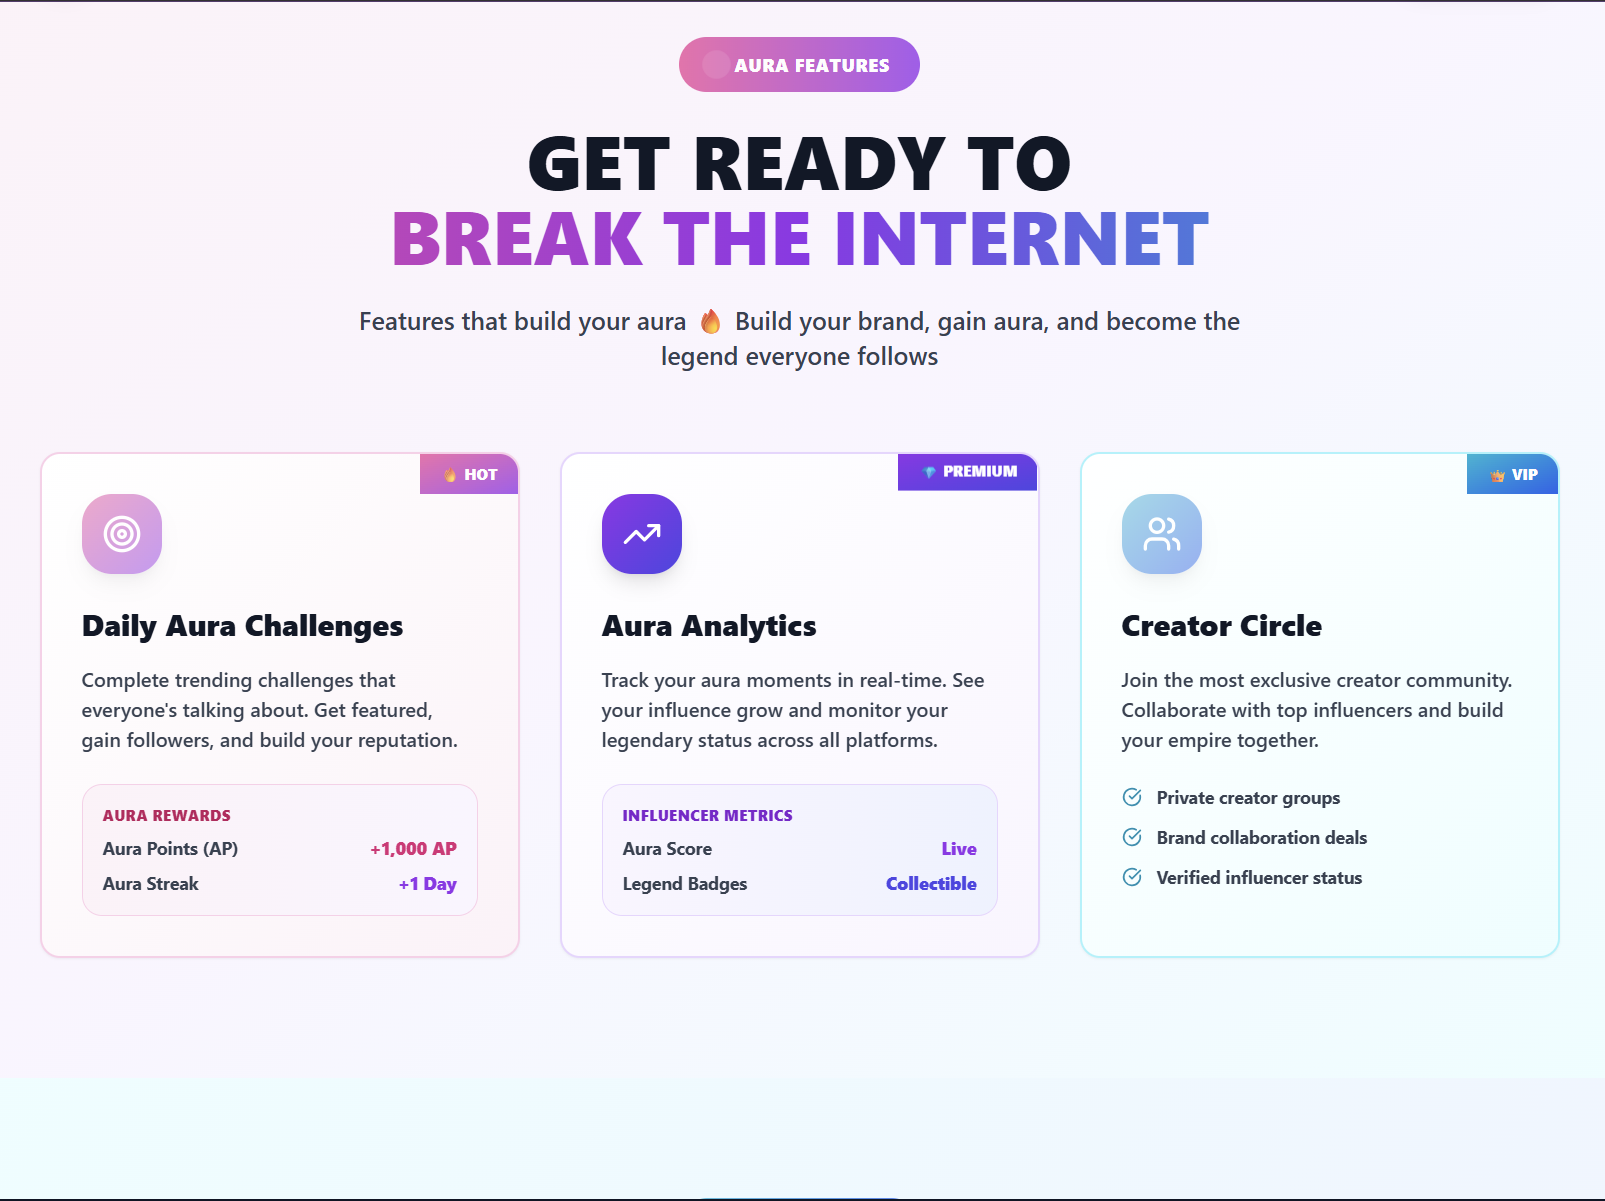 AURA FEATURES
GET READY TO
BREAK THE INTERNET
Features that build your aura 🔥 Build your brand, gain aura, and become the
legend everyone follows
🔥 HOT
Daily Aura Challenges
Complete trending challenges that
everyone's talking about. Get featured,
gain followers, and build your reputation.
AURA REWARDS
Aura Points (AP) +1,000 AP
Aura Streak +1 Day
💎 PREMIUM
Aura Analytics
Track your aura moments in real-time. See
your influence grow and monitor your
legendary status across all platforms.
INFLUENCER METRICS
Aura Score Live
Legend Badges Collectible
👑 VIP
Creator Circle
Join the most exclusive creator community.
Collaborate with top influencers and build
your empire together.
Private creator groups
Brand collaboration deals
Verified influencer status